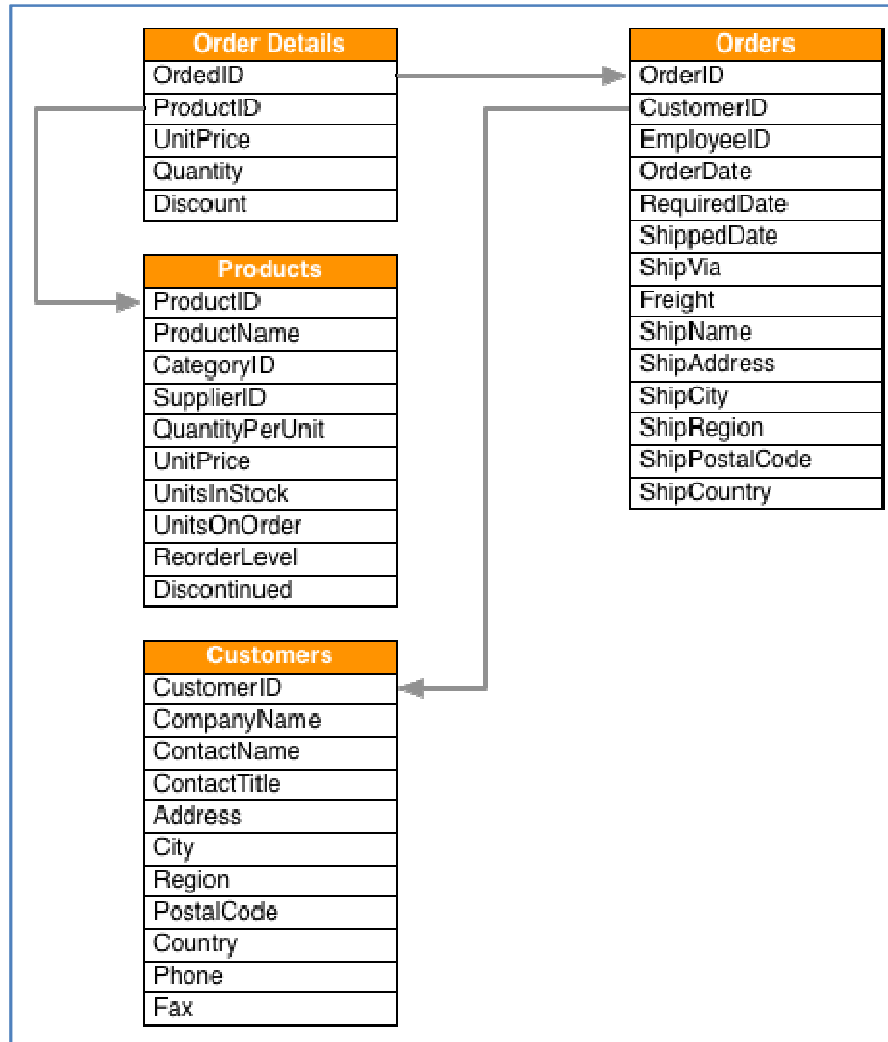 Order Details
OrdedID
ProductID
UnitPrice
Quantity
Discount
Products
ProductID
ProductName
CategoryID
SupplierID
QuantityPerUnit
UnitPrice
UnitsInStock
UnitsOnOrder
ReorderLevel
Discontinued
Customers
CustomerID
CompanyName
ContactName
ContactTitle
Address
City
Region
PostalCode
Country
Phone
Fax
Orders
OrderID
CustomerID
EmployeeID
OrderDate
RequiredDate
ShippedDate
ShipVia
Freight
ShipName
ShipAddress
ShipCity
ShipRegion
ShipPostalCode
ShipCountry